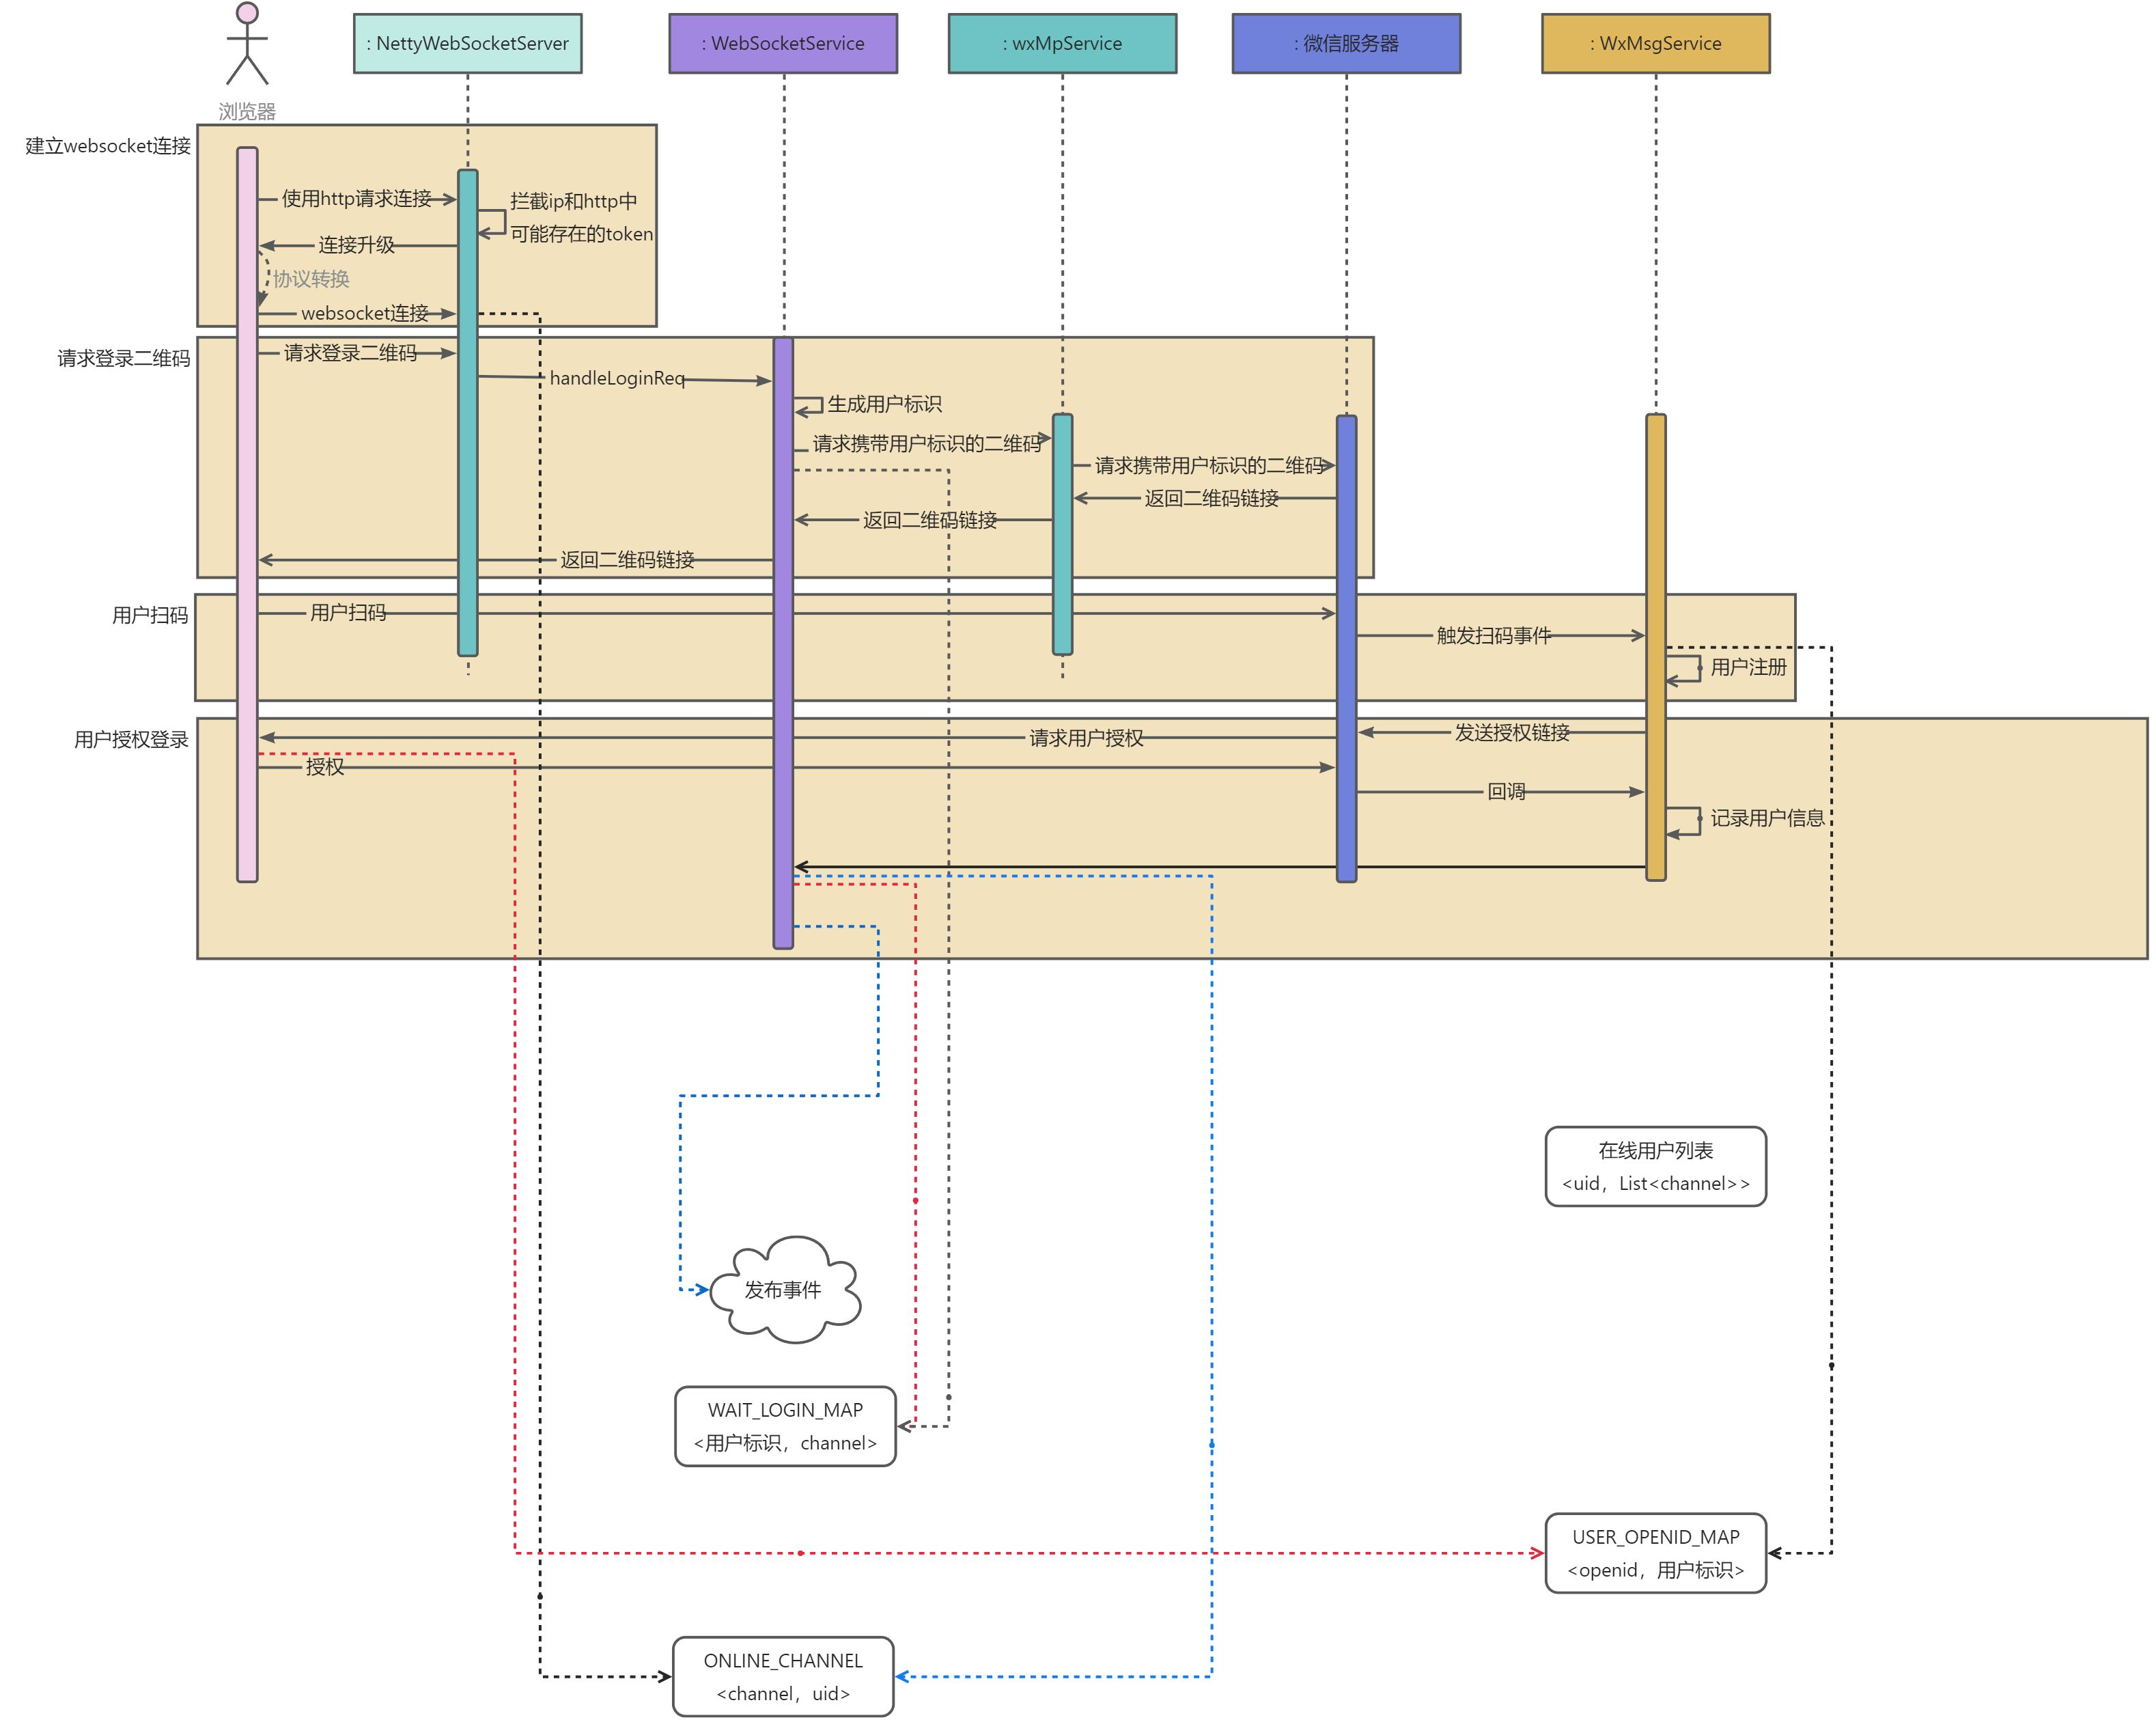 : NettyWebSocketServer
: WebSocketService
: wxMpService
: 微信服务器
: WxMsgService
浏览器
建立websocket连接
使用http请求连接
拦截ip和http中
可能存在的token
连接升级
协议转换
websocket连接
请求登录二维码
请求登录二维码
handleLoginReq
生成用户标识
请求携带用户标识的二维码
请求携带用户标识的二维码
返回二维码链接
返回二维码链接
返回二维码链接
用户扫码
用户扫码
触发扫码事件
用户注册
用户授权登录
发送授权链接
请求用户授权
授权
回调
记录用户信息
在线用户列表
<uid，List<channel>>
发布事件
WAIT_LOGIN_MAP
<用户标识，channel>
USER_OPENID_MAP
<openid，用户标识>
ONLINE_CHANNEL
<channel，uid>